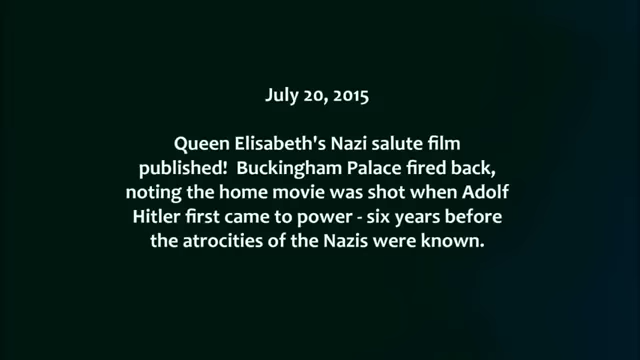 July 20, 2015
Queen Elisabeth's Nazi salute film
published!  Buckingham Palace fired back,
noting the home movie was shot when Adolf
Hitler first came to power - six years before
the atrocities of the Nazis were known.